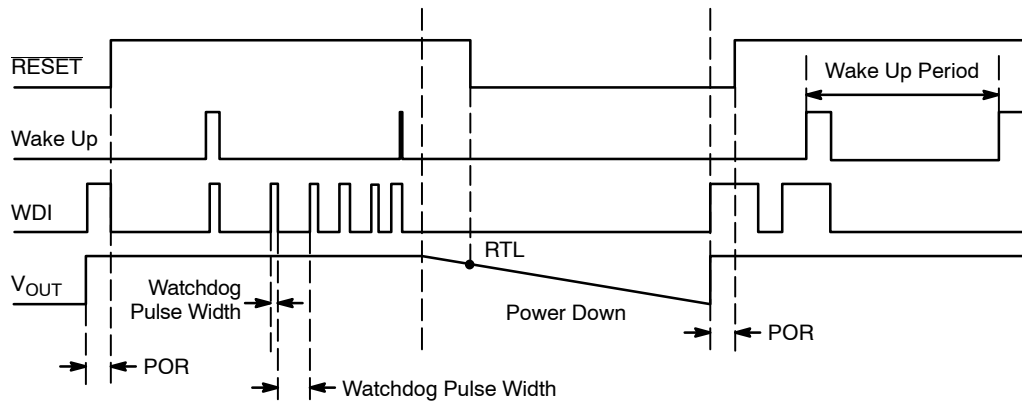 RESET
Wake Up Period
Wake Up
WDI
RTL
VOUT
Watchdog
Pulse Width
Power Down
POR
POR
Watchdog Pulse Width